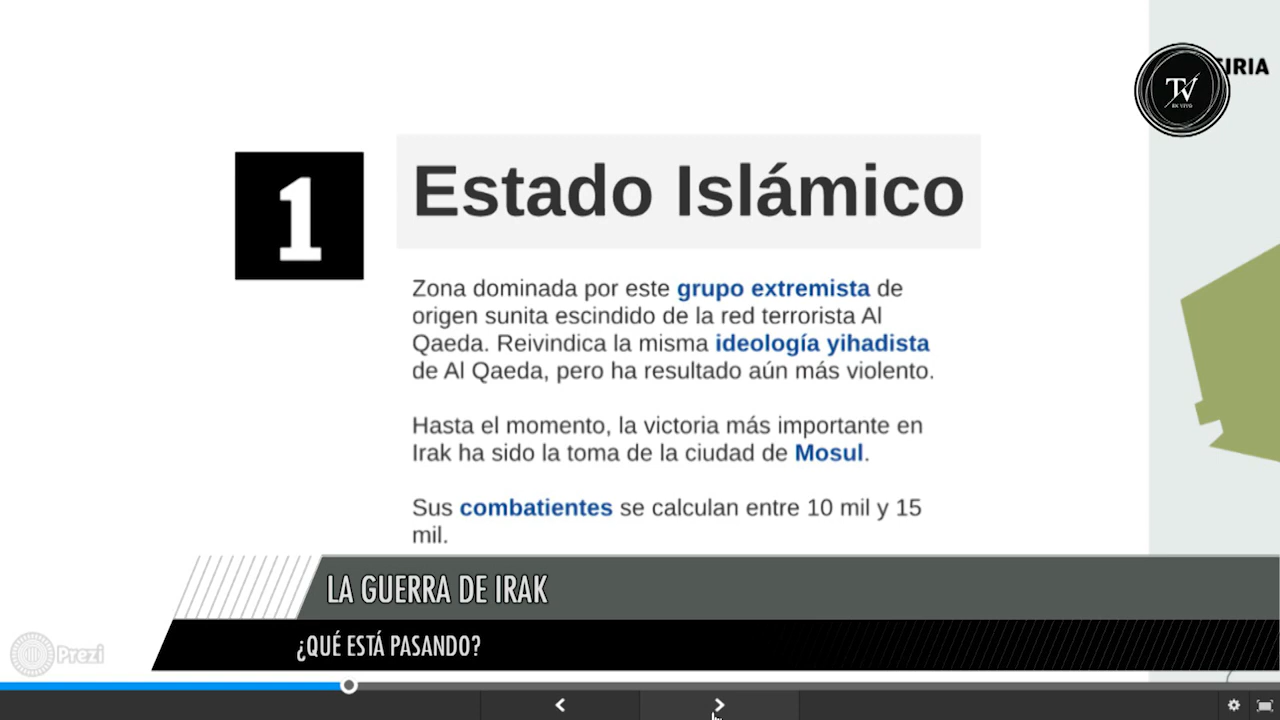 SIRIA
TV
EN VIVO
1
Estado Islámico
Zona dominada por este grupo extremista de
origen sunita escindido de la red terrorista Al
Qaeda. Reivindica la misma ideología yihadista
de Al Qaeda, pero ha resultado aún más violento.
Hasta el momento, la victoria más importante en
Irak ha sido la toma de la ciudad de Mosul.
Sus combatientes se calculan entre 10 mil y 15
mil.
LA GUERRA DE IRAK
¿QUÉ ESTÁ PASANDO?
Prezi